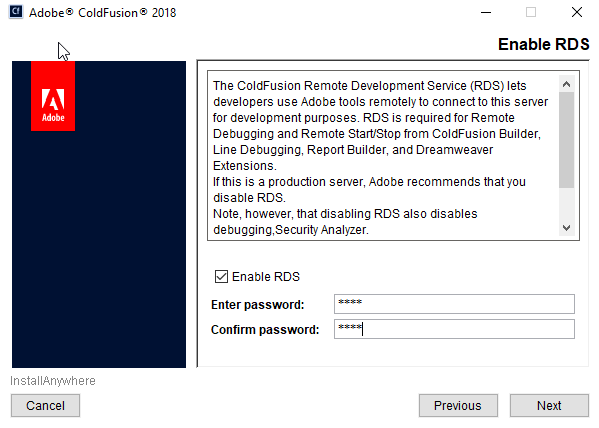 Cf Adobe® ColdFusion® 2018
Enable RDS
Adobe
The ColdFusion Remote Development Service (RDS) lets
developers use Adobe tools remotely to connect to this server
for development purposes. RDS is required for Remote
Debugging and Remote Start/Stop from ColdFusion Builder,
Line Debugging, Report Builder, and Dreamweaver
Extensions.
If this is a production server, Adobe recommends that you
disable RDS.
Note, however, that disabling RDS also disables
debugging,Security Analyzer.
Enable RDS
Enter password: ****
Confirm password: ****
InstallAnywhere
Cancel Previous Next